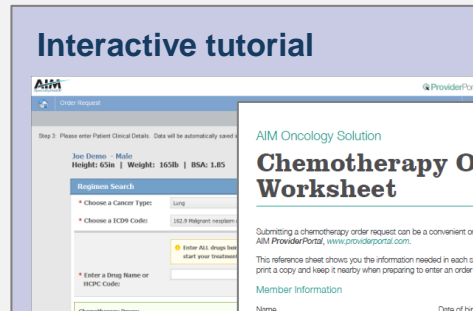 Interactive tutorial
AIM
ProviderPor
Order Request
Step 3: Please enter Patient Clinical Details. Data will be automatically saved
Joe Demo - Male
Height: 65in | Weight: 165lb | BSA: 1.85
Regimen Search
* Choose a Cancer Type: Lung
* Choose a ICD9 Code: 162.9 Malignant neoplasm
Enter ALL drugs bein
start your treatment
* Enter a Drug Name or
HCPC Code:
AIM Oncology Solution
Chemotherapy O
Worksheet
Submitting a chemotherapy order request can be a convenient or
AIM ProviderPortal, www.providerportal.com.
This reference sheet shows you the information needed in each s
print a copy and keep it nearby when preparing to enter an order
Member Information
Name Date of bir